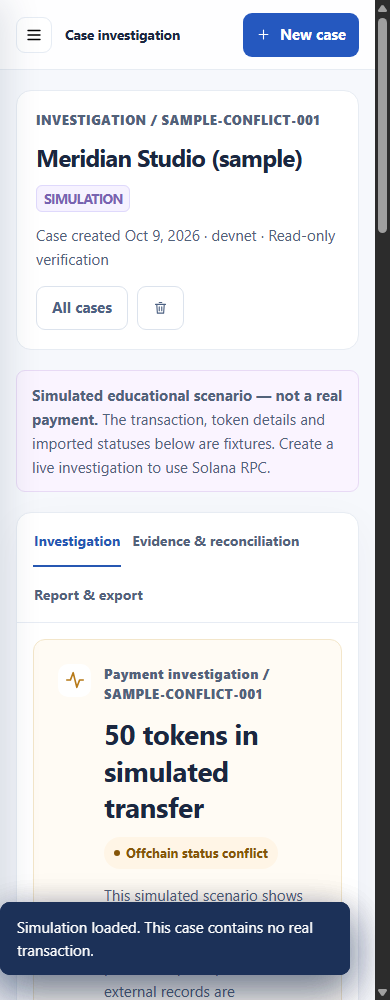 Case investigation
+ New case
INVESTIGATION / SAMPLE-CONFLICT-001
Meridian Studio (sample)
SIMULATION
Case created Oct 9, 2026 · devnet · Read-only
verification
All cases
Simulated educational scenario — not a real
payment. The transaction, token details and
imported statuses below are fixtures. Create a
live investigation to use Solana RPC.
Investigation
Evidence & reconciliation
Report & export
Payment investigation /
SAMPLE-CONFLICT-001
50 tokens in
simulated
transfer
Offchain status conflict
This simulated scenario shows
Simulation loaded. This case contains no real
transaction.
external records are